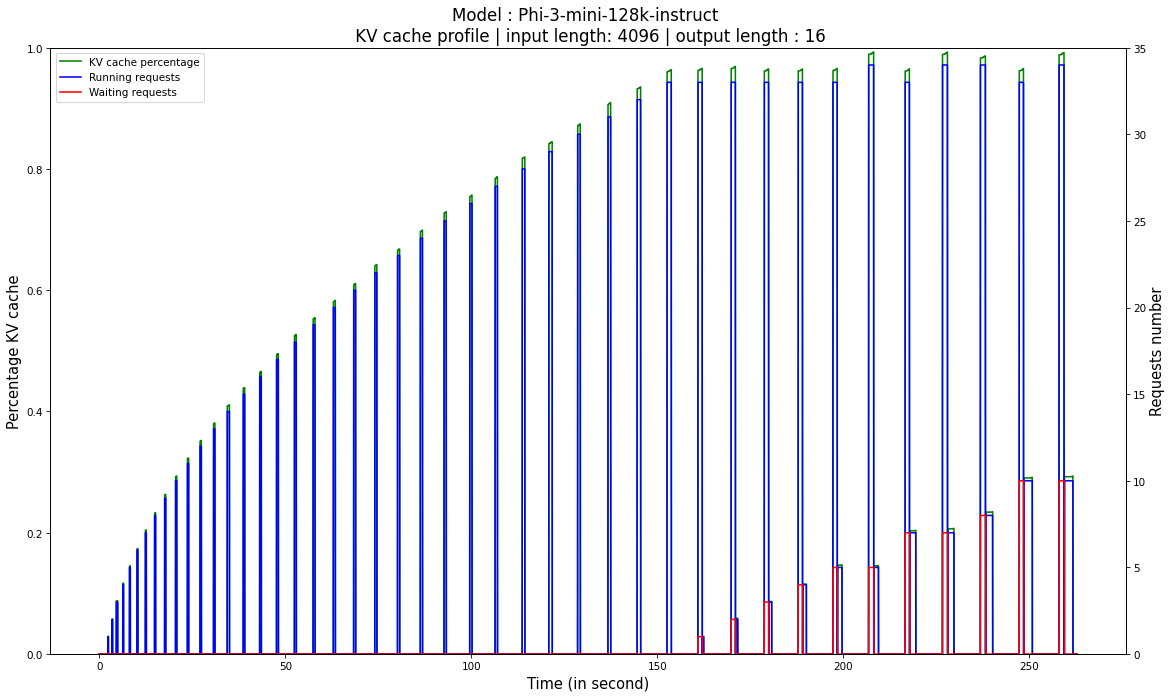 Model : Phi-3-mini-128k-instruct
KV cache profile | input length: 4096 | output length : 16
KV cache percentage
Running requests
Waiting requests
Percentage KV cache
1.0
0.8
0.6
0.4
0.2
0.0
35
30
25
20
15
10
5
0
Requests number
0 50 100 150 200 250
Time (in second)